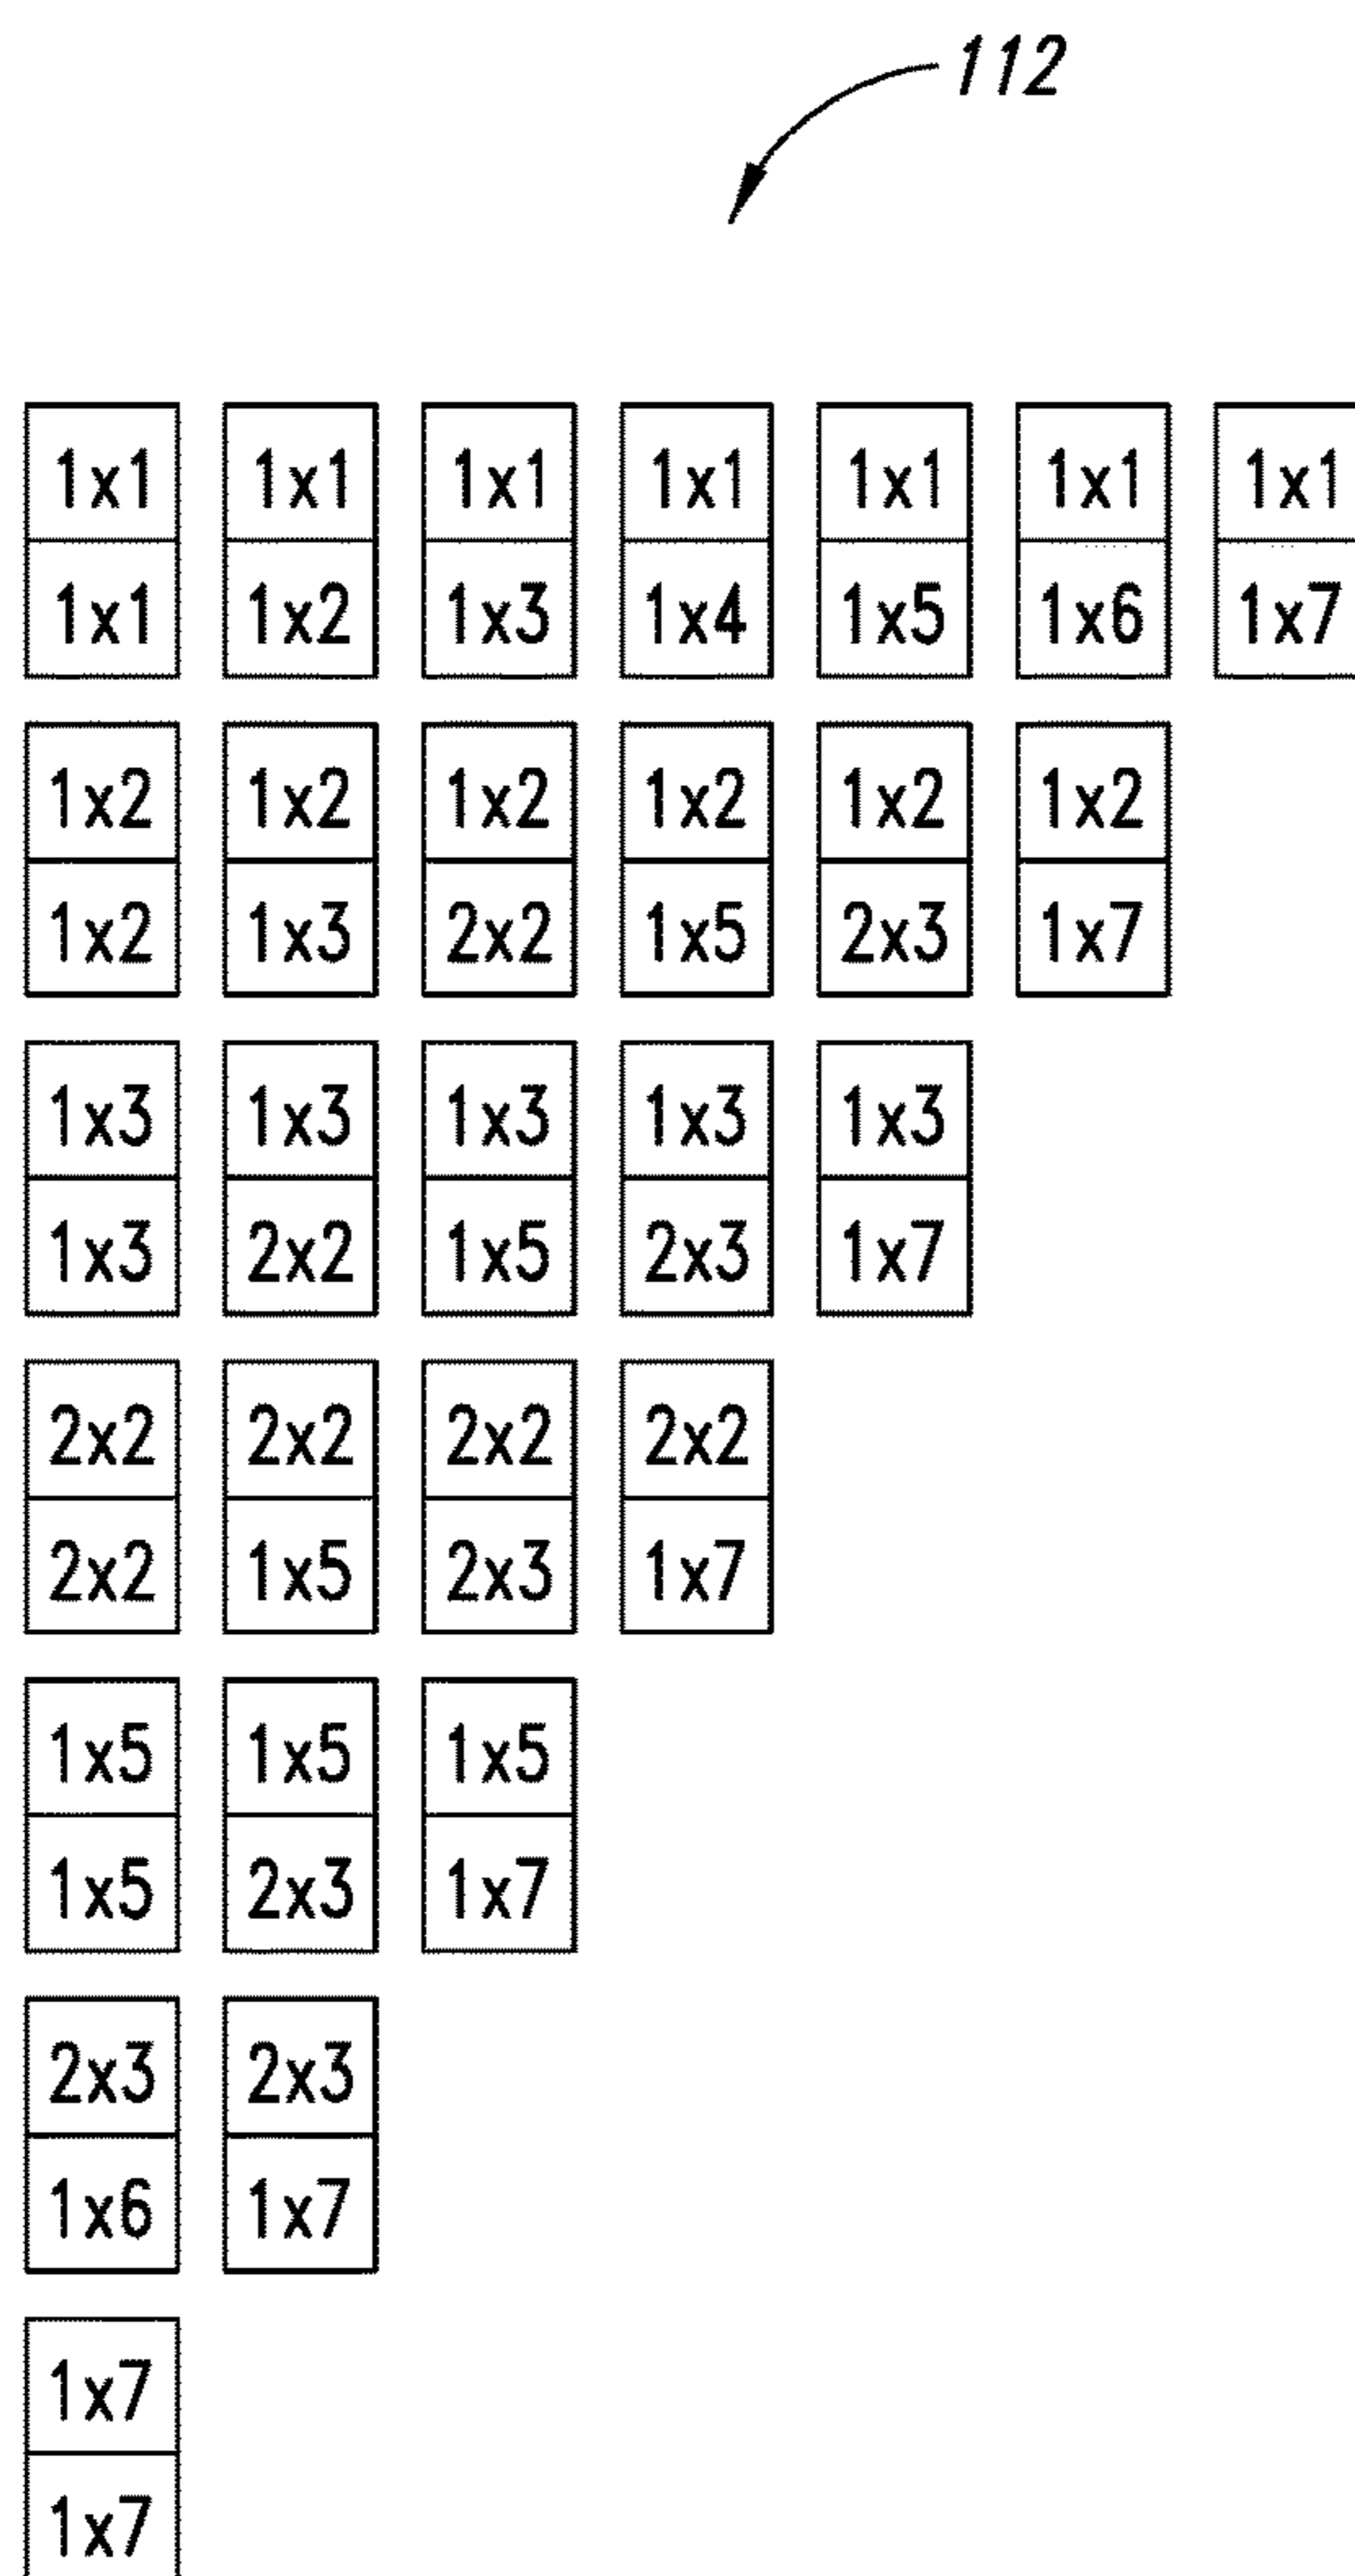 112
1x1 1x1 1x1 1x1 1x1 1x1 1x1
1x1 1x2 1x3 1x4 1x5 1x6 1x7
1x2 1x2 1x2 1x2 1x2 1x2
1x2 1x3 2x2 1x5 2x3 1x7
1x3 1x3 1x3 1x3 1x3
1x3 2x2 1x5 2x3 1x7
2x2 2x2 2x2 2x2
2x2 1x5 2x3 1x7
1x5 1x5 1x5
1x5 2x3 1x7
2x3 2x3
1x6 1x7
1x7
1x7